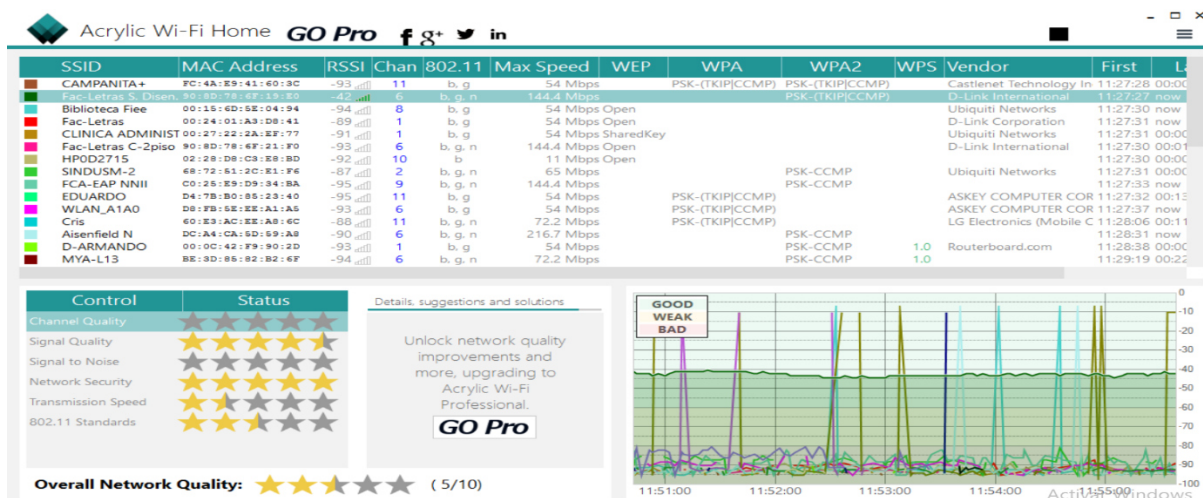 Acrylic Wi-Fi Home GO Pro f g+ in
SSID MAC Address RSSI Chan 802.11 Max Speed WEP WPA WPA2 WPS Vendor First L
CAMPANITA+ FC:4A:E9:41:60:3C -93 11 b, g 54 Mbps PSK-(TKIP|CCMP) PSK-(TKIP|CCMP) Castlenet Technology In 11:27:28 00:00
Fac-Letras S. Disen. 90:8D:78:6F:19:E0 -42 6 b, g, n 144.4 Mbps PSK-(TKIP|CCMP) D-Link International 11:27:27 now
Biblioteca Fiee 00:15:6D:5E:04:94 -94 8 b, g 54 Mbps Open Ubiquiti Networks 11:27:30 now
Fac-Letras 00:24:01:A3:D8:41 -89 1 b, g 54 Mbps Open D-Link Corporation 11:27:31 now
CLINICA ADMINIST 00:27:22:2A:EF:77 -91 1 b, g 54 Mbps SharedKey Ubiquiti Networks 11:27:31 00:00
Fac-Letras C-2piso 90:8D:78:6F:21:F0 -93 6 b, g, n 144.4 Mbps Open D-Link International 11:27:30 00:01
HP0D2715 02:28:D8:C3:E8:BD -92 10 b 11 Mbps Open 11:27:30 00:00
SINDUSM-2 68:72:51:2C:E1:F6 -87 2 b, g, n 65 Mbps PSK-CCMP Ubiquiti Networks 11:27:31 00:00
FCA-EAP NNII C0:25:E9:D9:34:BA -95 9 b, g, n 144.4 Mbps PSK-CCMP 11:27:33 now
EDUARDO D4:7B:B0:85:23:40 -95 11 b, g 54 Mbps PSK-(TKIP|CCMP) ASKEY COMPUTER COR 11:27:32 00:13
WLAN_A1A0 D8:FB:5E:EE:A1:A5 -93 6 b, g 54 Mbps PSK-(TKIP|CCMP) ASKEY COMPUTER COR 11:27:37 now
Cris 60:E3:AC:EE:A8:6C -88 11 b, g, n 72.2 Mbps PSK-(TKIP|CCMP) LG Electronics (Mobile C 11:28:06 00:11
Aisenfield N DC:A4:CA:5D:59:A8 -90 6 b, g, n 216.7 Mbps PSK-CCMP 11:28:31 now
D-ARMANDO 00:0C:42:F9:90:2D -93 1 b, g 54 Mbps PSK-CCMP 1.0 Routerboard.com 11:28:38 00:00
MYA-L13 BE:3D:85:82:B2:6F -94 6 b, g, n 72.2 Mbps PSK-CCMP 1.0 11:29:19 00:22
Control Status
Channel Quality
Signal Quality
Signal to Noise
Network Security
Transmission Speed
802.11 Standards
Overall Network Quality: ( 5/10)
Details, suggestions and solutions
Unlock network quality
improvements and
more, upgrading to
Acrylic Wi-Fi
Professional.
GO Pro
GOOD
WEAK
BAD
0
-10
-20
-30
-40
-50
-60
-70
-80
-90
-100
11:51:00 11:52:00 11:53:00 11:54:00 11:55:00
Activar Windows